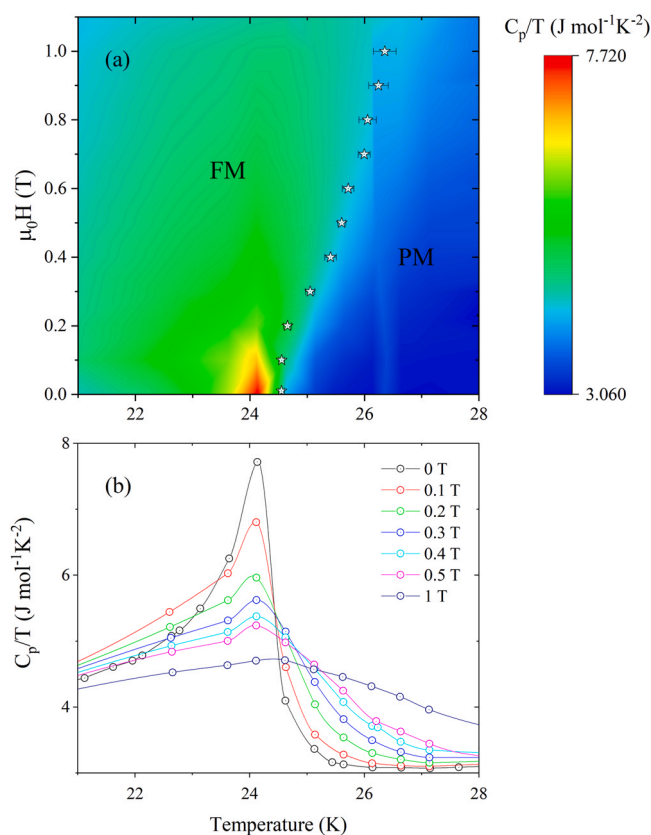 C_p/T (J mol⁻¹K⁻²)
7.720
3.060
(a)
FM
PM
μ₀H (T)
1.0
0.8
0.6
0.4
0.2
0.0
22
24
26
28
(b)
0 T
0.1 T
0.2 T
0.3 T
0.4 T
0.5 T
1 T
C_p/T (J mol⁻¹K⁻²)
8
6
4
22
24
26
28
Temperature (K)